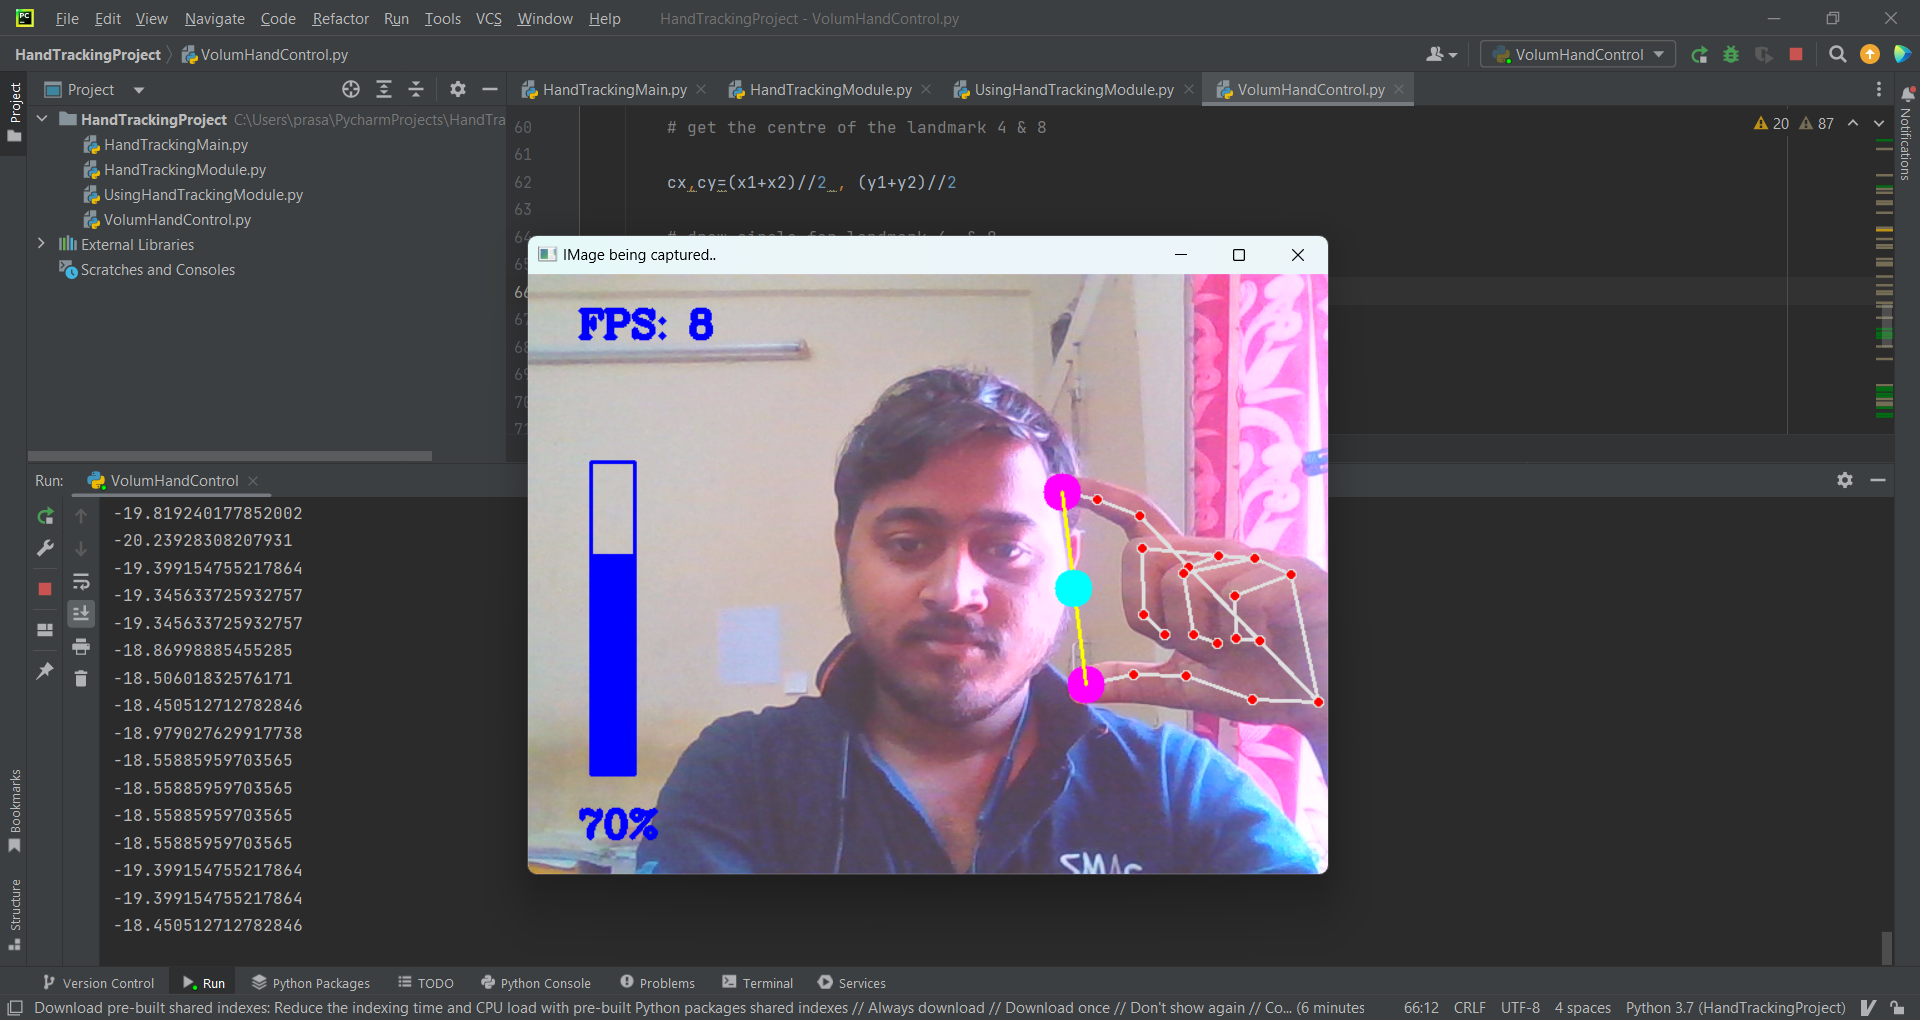 File Edit View Navigate Code Refactor Run Tools VCS Window Help HandTrackingProject - VolumHandControl.py
HandTrackingProject VolumHandControl.py
VolumHandControl
Project
HandTrackingMain.py HandTrackingModule.py UsingHandTrackingModule.py VolumHandControl.py
Project
Notifications
HandTrackingProject C:\Users\prasa\PycharmProjects\HandTra
HandTrackingMain.py
HandTrackingModule.py
UsingHandTrackingModule.py
VolumHandControl.py
External Libraries
Scratches and Consoles
60 # get the centre of the landmark 4 & 8
61
62 cx,cy=(x1+x2)//2 , (y1+y2)//2
63
64
66
68
70
20 87
IMage being captured..
FPS: 8
70%
Run: VolumHandControl
-19.819240177852002
-20.23928308207931
-19.399154755217864
-19.345633725932757
-19.345633725932757
-18.86998885455285
-18.50601832576171
-18.450512712782846
-18.979027629917738
-18.55885959703565
-18.55885959703565
-18.55885959703565
-18.55885959703565
-19.399154755217864
-19.399154755217864
-18.450512712782846
Bookmarks
Structure
Version Control Run Python Packages TODO Python Console Problems Terminal Services
Download pre-built shared indexes: Reduce the indexing time and CPU load with pre-built Python packages shared indexes // Always download // Download once // Don't show again // Co... (6 minutes 66:12 CRLF UTF-8 4 spaces Python 3.7 (HandTrackingProject)